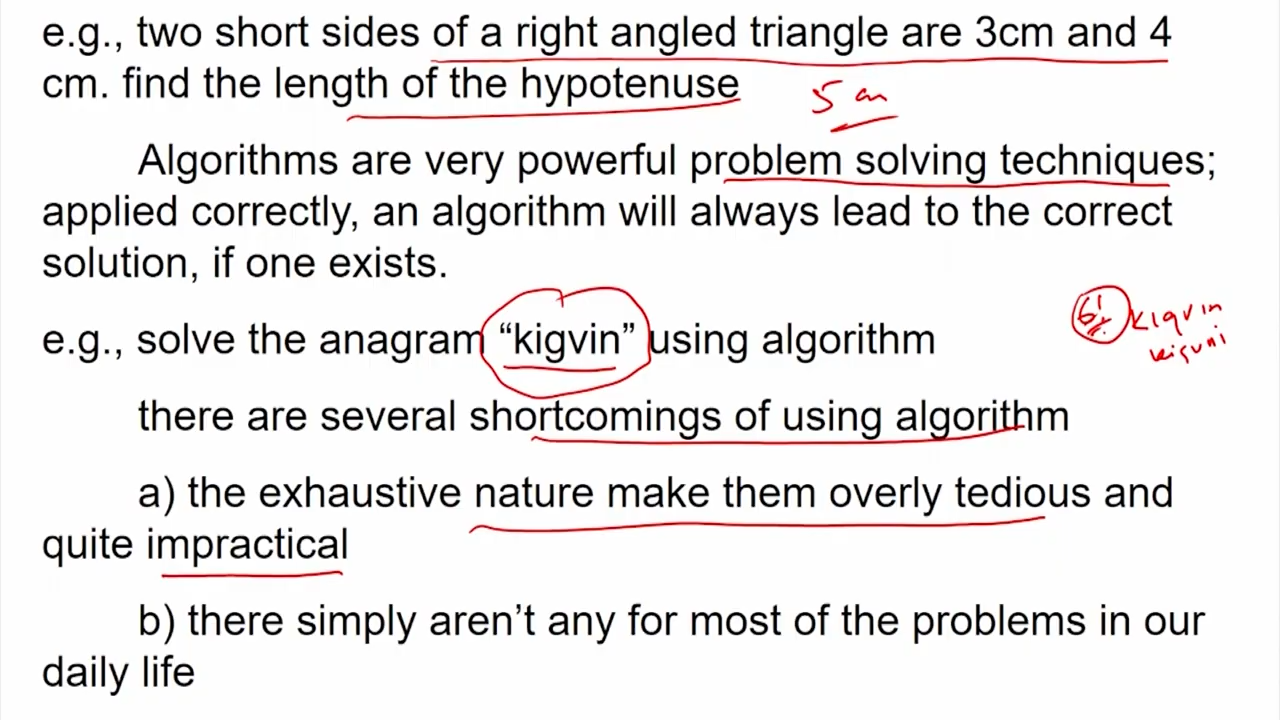 e.g., two short sides of a right angled triangle are 3cm and 4
cm. find the length of the hypotenuse
5 cm
Algorithms are very powerful problem solving techniques;
applied correctly, an algorithm will always lead to the correct
solution, if one exists.
kigvin
e.g., solve the anagram “kigvin” using algorithm
there are several shortcomings of using algorithm
a) the exhaustive nature make them overly tedious and
quite impractical
b) there simply aren’t any for most of the problems in our
daily life